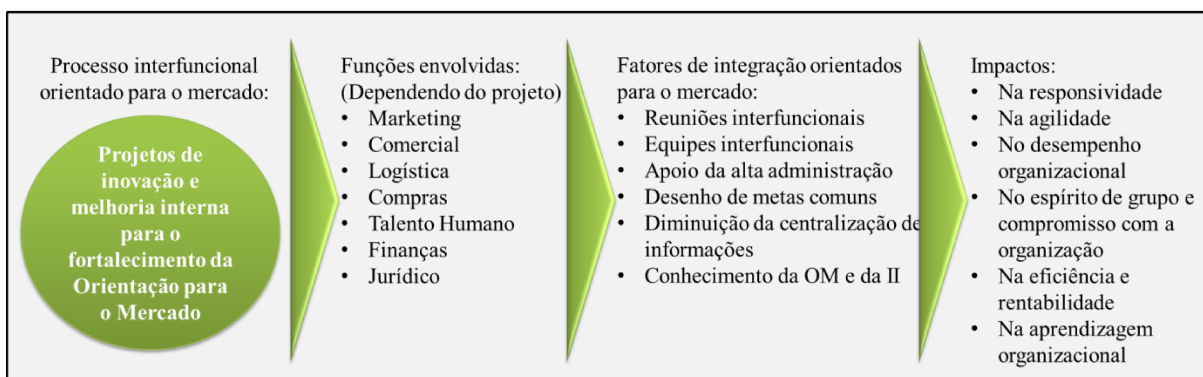 Processo interfuncional
orientado para o mercado:
Projetos de
inovação e
melhoria interna
para o
fortalecimento da
Orientação para
o Mercado
Funções envolvidas:
(Dependendo do projeto)
• Marketing
• Comercial
• Logística
• Compras
• Talento Humano
• Finanças
• Jurídico
Fatores de integração orientados
para o mercado:
• Reuniões interfuncionais
• Equipes interfuncionais
• Apoio da alta administração
• Desenho de metas comuns
• Diminuição da centralização de
informações
• Conhecimento da OM e da II
Impactos:
• Na responsividade
• Na agilidade
• No desempenho
organizacional
• No espírito de grupo e
compromisso com a
organização
• Na eficiência e
rentabilidade
• Na aprendizagem
organizacional